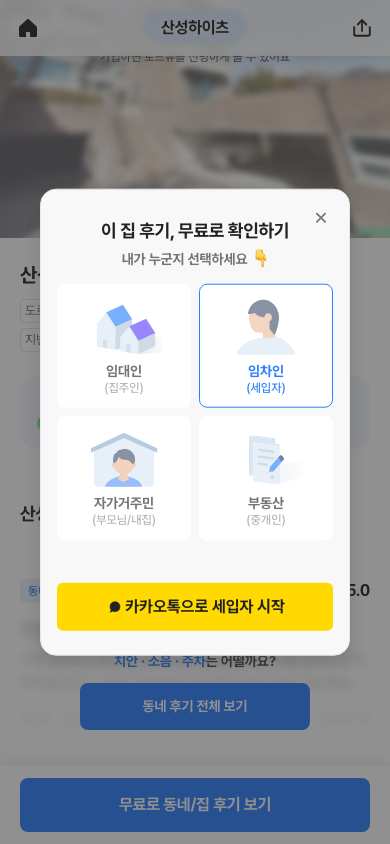 산성하이츠
이 집 후기, 무료로 확인하기
내가 누군지 선택하세요 👇
임대인
(집주인)
임차인
(세입자)
자가거주민
(부모님/내집)
부동산
(중개인)
카카오톡으로 세입자 시작
5.0
치안 · 소음 · 주차는 어떨까요?
동네 후기 전체 보기
무료로 동네/집 후기 보기